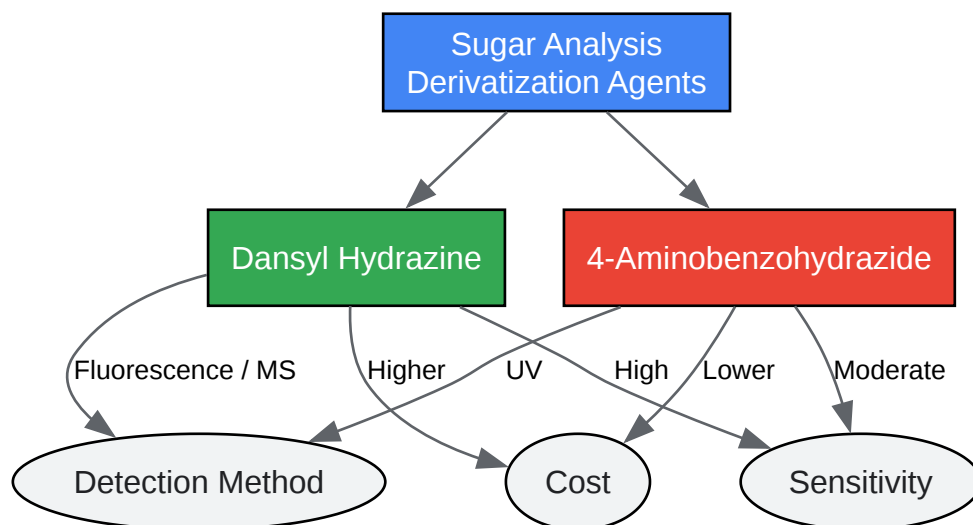 Sugar Analysis
Derivatization Agents
Dansyl Hydrazine
4-Aminobenzohydrazide
Fluorescence / MS
Higher
UV
High
Lower
Moderate
Detection Method
Cost
Sensitivity